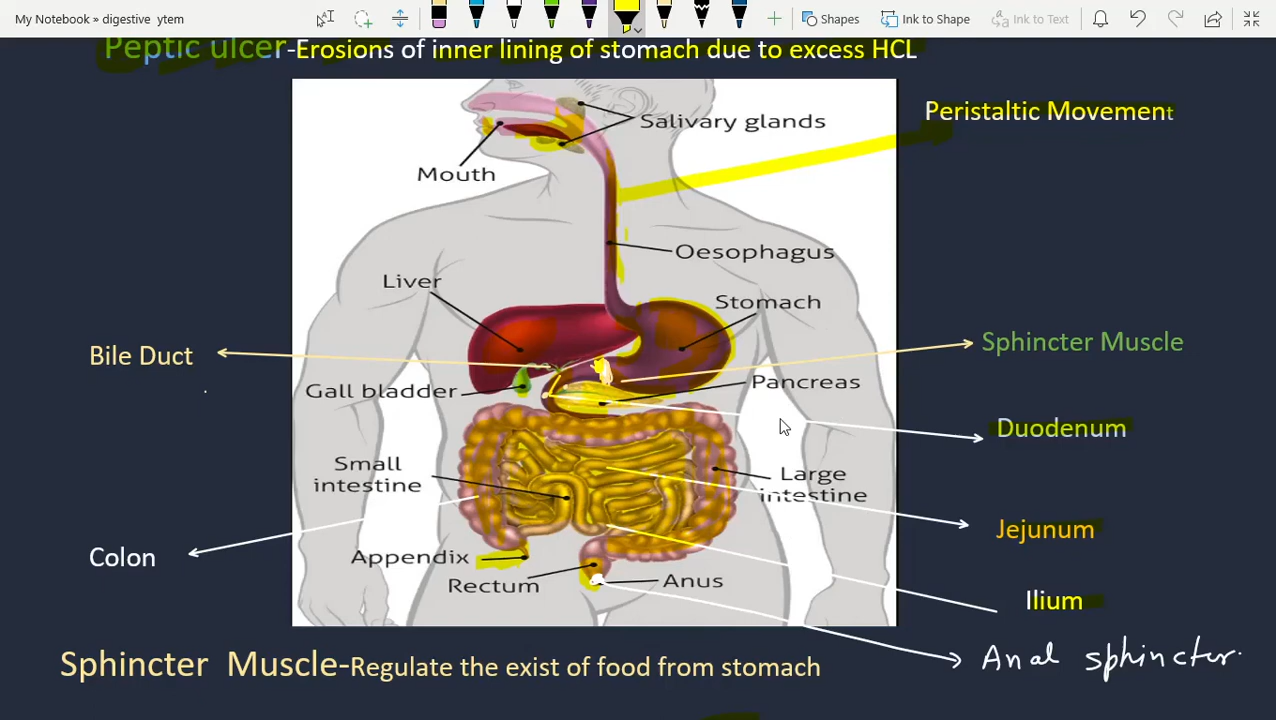 My Notebook » digestive ytem
Shapes
Ink to Shape
Ink to Text
Peptic ulcer-Erosions of inner lining of stomach due to excess HCL
Peristaltic Movement
Salivary glands
Mouth
Oesophagus
Liver
Stomach
Bile Duct
Sphincter Muscle
Gall bladder
Pancreas
Duodenum
Small
intestine
Large
intestine
Jejunum
Colon
Appendix
Rectum
Anus
Ilium
Anal sphincter.
Sphincter Muscle-Regulate the exist of food from stomach